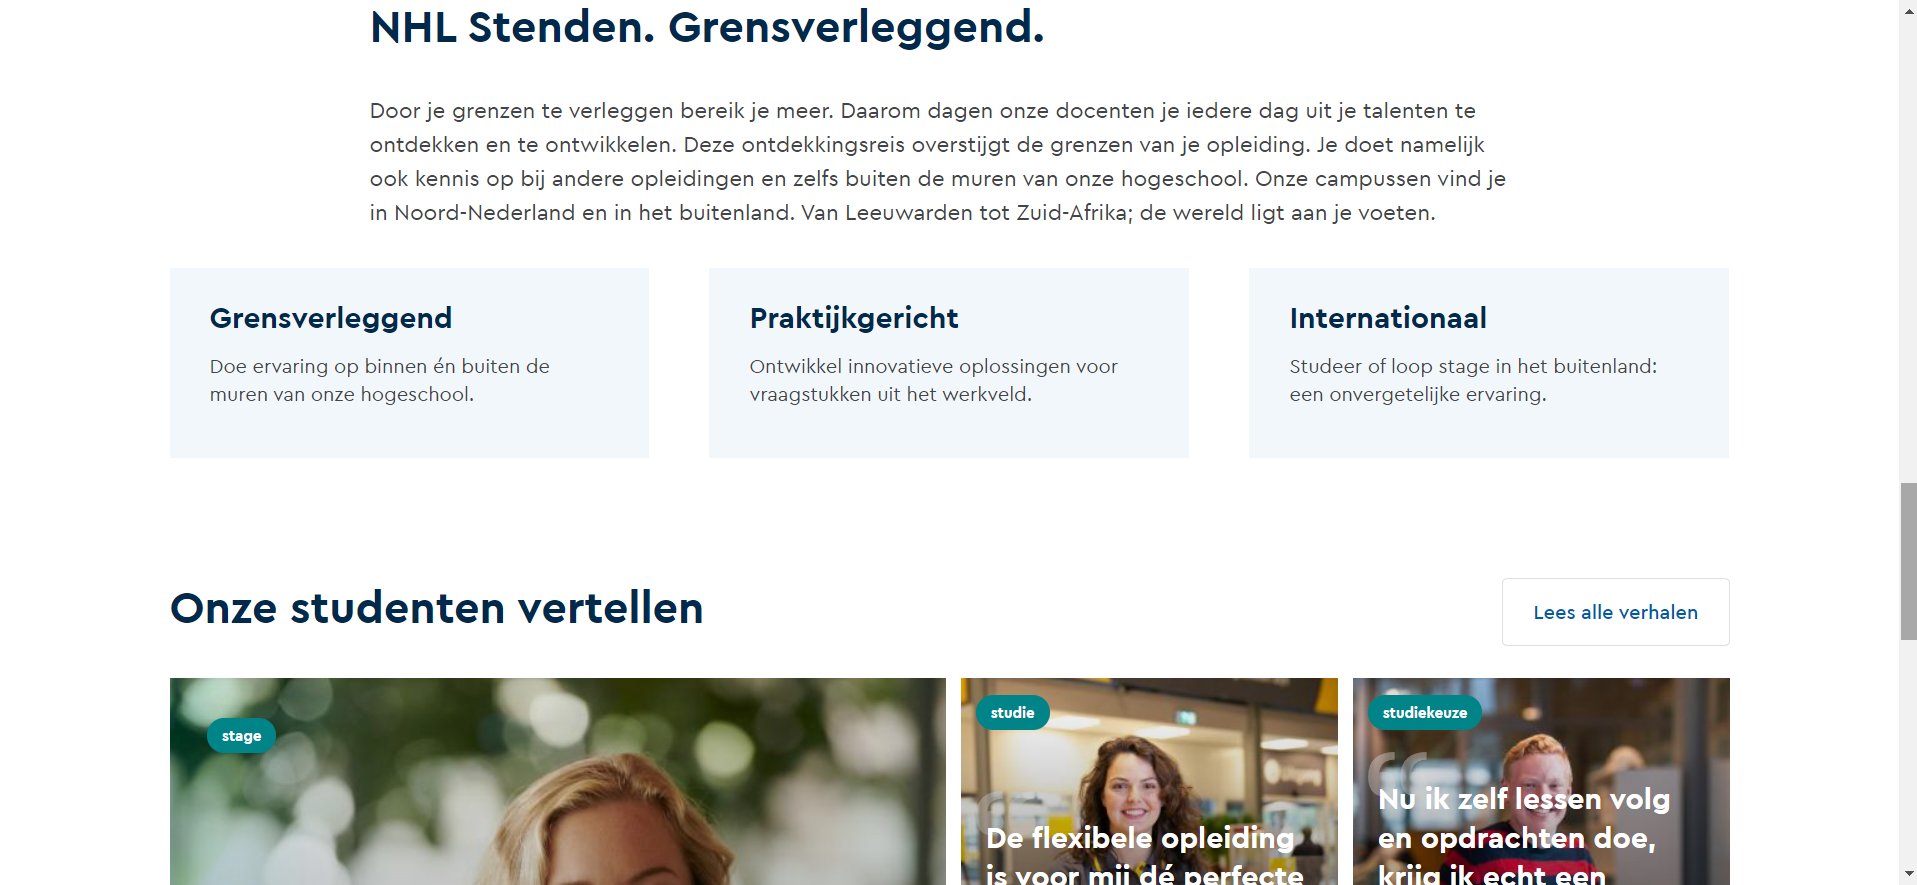 NHL Stenden. Grensverleggend.
Door je grenzen te verleggen bereik je meer. Daarom dagen onze docenten je iedere dag uit je talenten te
ontdekken en te ontwikkelen. Deze ontdekkingsreis overstijgt de grenzen van je opleiding. Je doet namelijk
ook kennis op bij andere opleidingen en zelfs buiten de muren van onze hogeschool. Onze campussen vind je
in Noord-Nederland en in het buitenland. Van Leeuwarden tot Zuid-Afrika; de wereld ligt aan je voeten.
Grensverleggend
Doe ervaring op binnen én buiten de
muren van onze hogeschool.
Praktijkgericht
Ontwikkel innovatieve oplossingen voor
vraagstukken uit het werkveld.
Internationaal
Studeer of loop stage in het buitenland:
een onvergetelijke ervaring.
Onze studenten vertellen
Lees alle verhalen
stage
studie
De flexibele opleiding
is voor mij dé perfecte
studiekeuze
Nu ik zelf lessen volg
en opdrachten doe,
krijg ik echt een